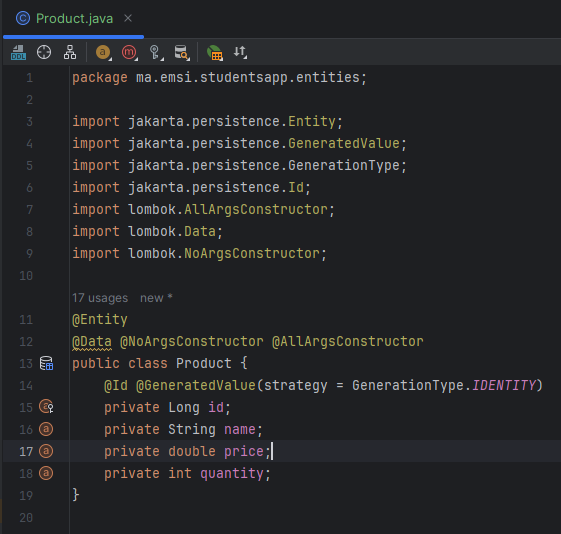 Product.java
DDL
1 package ma.emsi.studentsapp.entities;
2
3 import jakarta.persistence.Entity;
4 import jakarta.persistence.GeneratedValue;
5 import jakarta.persistence.GenerationType;
6 import jakarta.persistence.Id;
7 import lombok.AllArgsConstructor;
8 import lombok.Data;
9 import lombok.NoArgsConstructor;
10
17 usages new *
11 @Entity
12 @Data @NoArgsConstructor @AllArgsConstructor
13 public class Product {
14 @Id @GeneratedValue(strategy = GenerationType.IDENTITY)
15 private Long id;
16 private String name;
17 private double price;
18 private int quantity;
19 }
20